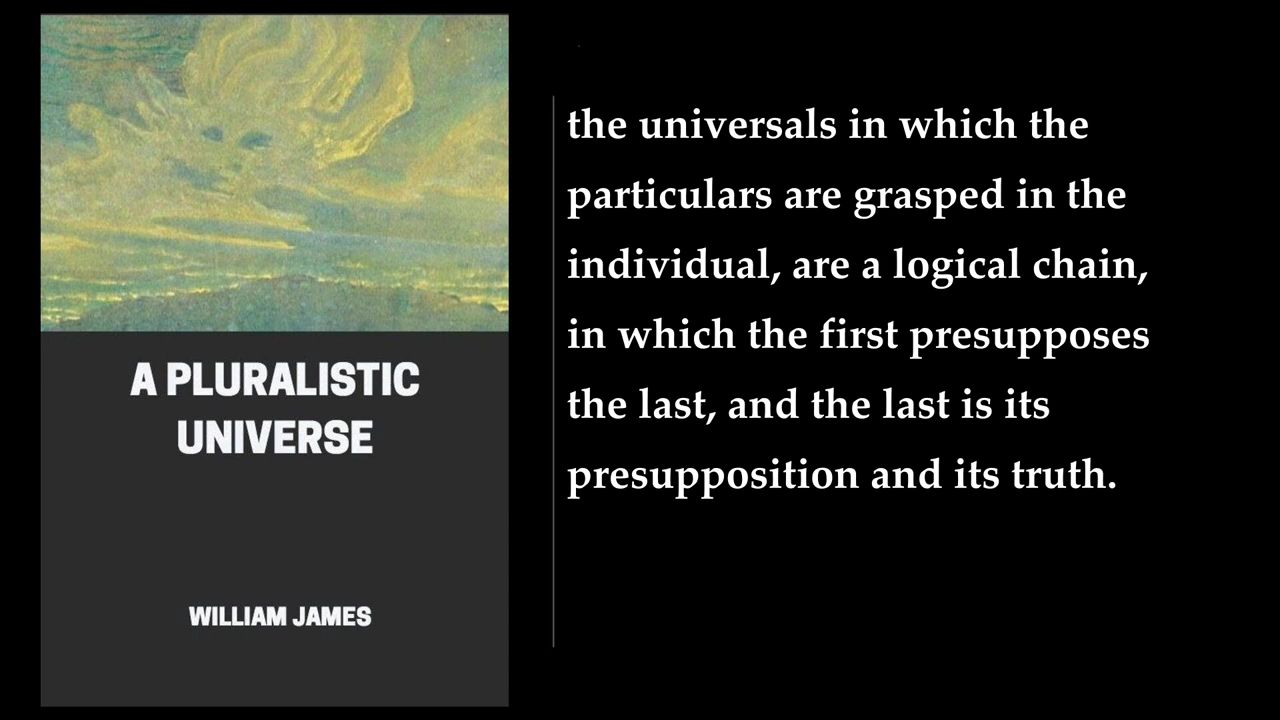 A PLURALISTIC
UNIVERSE
WILLIAM JAMES
the universals in which the
particulars are grasped in the
individual, are a logical chain,
in which the first presupposes
the last, and the last is its
presupposition and its truth.